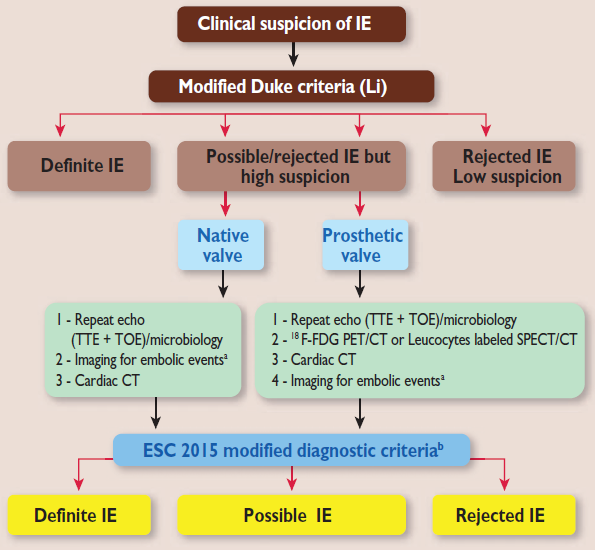 Clinical suspicion of IE
Modified Duke criteria (Li)
Definite IE
Possible/rejected IE but
high suspicion
Rejected IE
Low suspicion
Native
valve
Prosthetic
valve
1 - Repeat echo
(TTE + TOE)/microbiology
2 - Imaging for embolic eventsᵃ
3 - Cardiac CT
1 - Repeat echo (TTE + TOE)/microbiology
2 - ¹⁸F-FDG PET/CT or Leucocytes labeled SPECT/CT
3 - Cardiac CT
4 - Imaging for embolic eventsᵃ
ESC 2015 modified diagnostic criteriaᵇ
Definite IE
Possible IE
Rejected IE